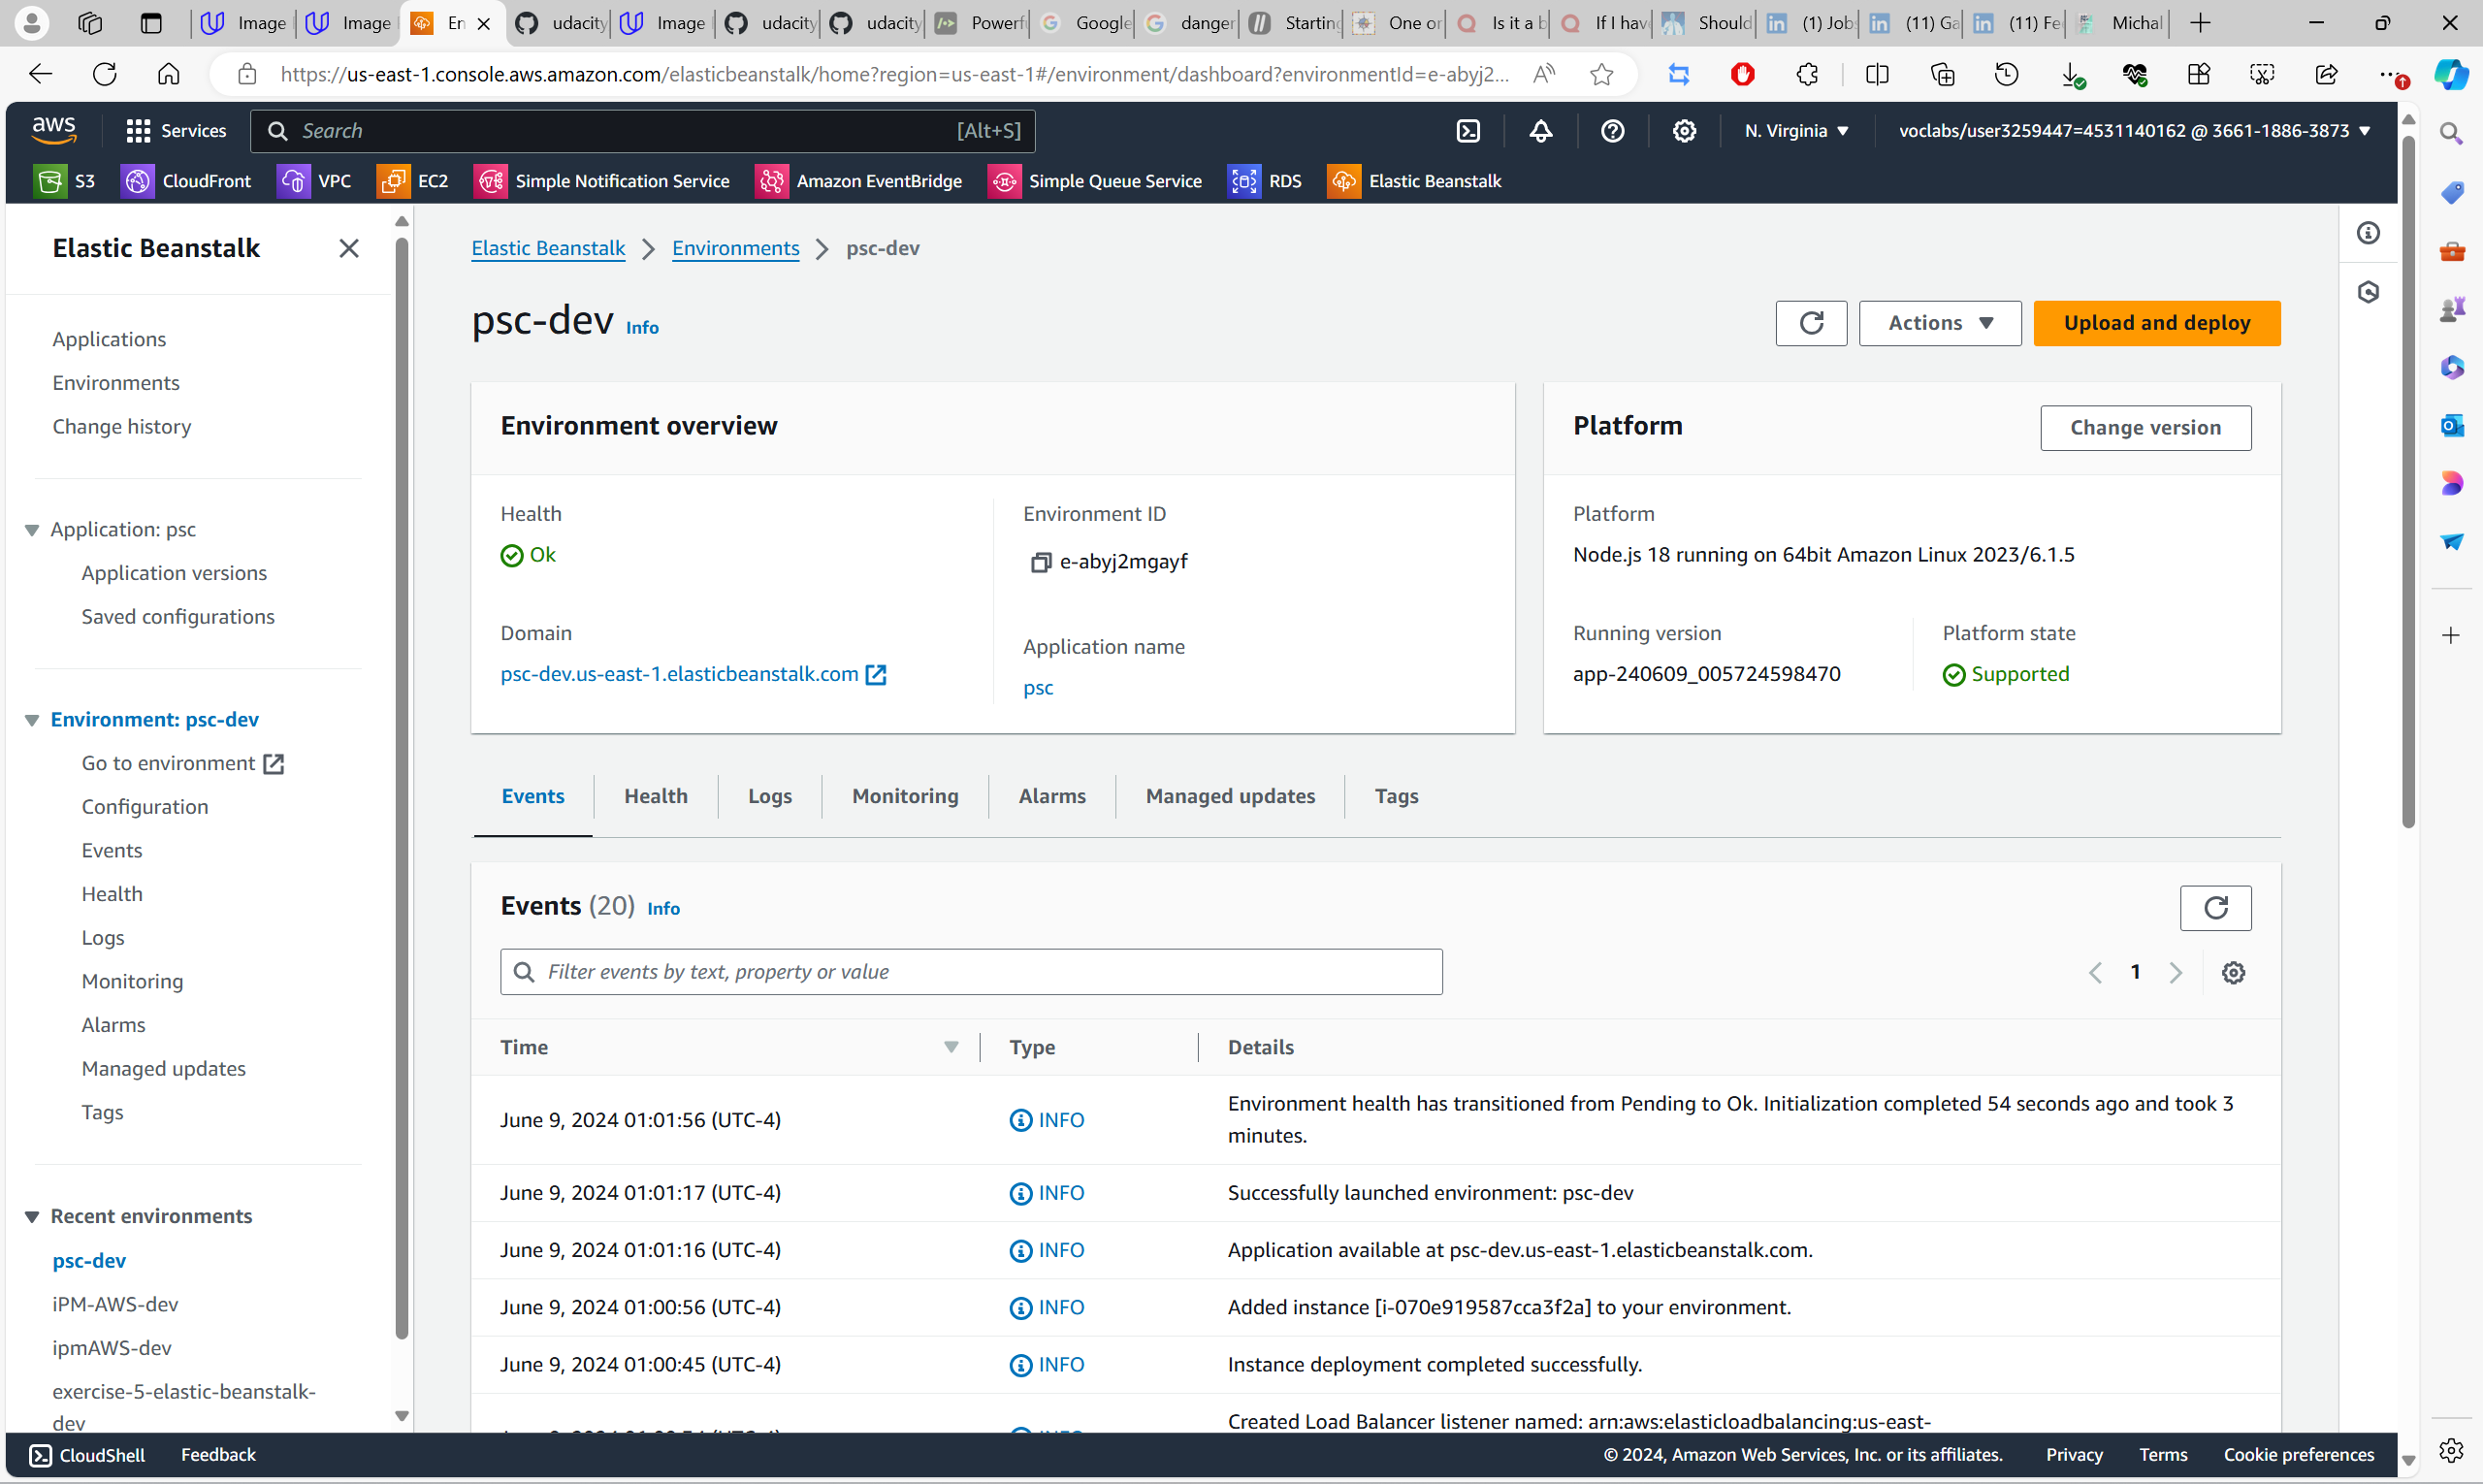 Image
Image
En
udacity
Image
udacity
udacity
Powerf
Google
danger
Starting
One or
Is it a b
If I hav
Should
(1) Job
(11) Ga
(11) Fe
Michal
https://us-east-1.console.aws.amazon.com/elasticbeanstalk/home?region=us-east-1#/environment/dashboard?environmentId=e-abyj2...
aws
Services
Search
[Alt+S]
N. Virginia
voclabs/user3259447=4531140162 @ 3661-1886-3873
S3
CloudFront
VPC
EC2
Simple Notification Service
Amazon EventBridge
Simple Queue Service
RDS
Elastic Beanstalk
Elastic Beanstalk
Applications
Environments
Change history
Application: psc
Application versions
Saved configurations
Environment: psc-dev
Go to environment
Configuration
Events
Health
Logs
Monitoring
Alarms
Managed updates
Tags
Recent environments
psc-dev
iPM-AWS-dev
ipmAWS-dev
exercise-5-elastic-beanstalk-
dev
Elastic Beanstalk
Environments
psc-dev
psc-dev Info
Actions
Upload and deploy
Environment overview
Health
Ok
Environment ID
e-abyj2mgayf
Domain
psc-dev.us-east-1.elasticbeanstalk.com
Application name
psc
Platform
Change version
Platform
Node.js 18 running on 64bit Amazon Linux 2023/6.1.5
Running version
app-240609_005724598470
Platform state
Supported
Events
Health
Logs
Monitoring
Alarms
Managed updates
Tags
Events (20) Info
Filter events by text, property or value
1
Time
Type
Details
June 9, 2024 01:01:56 (UTC-4)
INFO
Environment health has transitioned from Pending to Ok. Initialization completed 54 seconds ago and took 3
minutes.
June 9, 2024 01:01:17 (UTC-4)
INFO
Successfully launched environment: psc-dev
June 9, 2024 01:01:16 (UTC-4)
INFO
Application available at psc-dev.us-east-1.elasticbeanstalk.com.
June 9, 2024 01:00:56 (UTC-4)
INFO
Added instance [i-070e919587cca3f2a] to your environment.
June 9, 2024 01:00:45 (UTC-4)
INFO
Instance deployment completed successfully.
Created Load Balancer listener named: arn:aws:elasticloadbalancing:us-east-
CloudShell
Feedback
© 2024, Amazon Web Services, Inc. or its affiliates.
Privacy
Terms
Cookie preferences